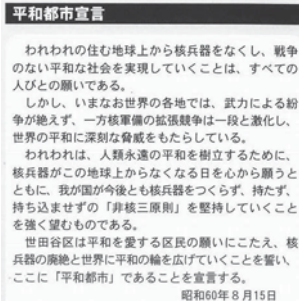 平和都市宣言
われわれの住む地球上から核兵器をなくし、戦争
のない平和な社会を実現していくことは、すべての
人びとの願いである。
しかし、いまなお世界の各地では、武力による紛
争が絶えず、一方核軍備の拡張競争は一段と激化し、
世界の平和に深刻な脅威をもたらしている。
われわれは、人類永遠の平和を樹立するために、
核兵器がこの地球上からなくなる日を心から願うと
ともに、我が国が今後とも核兵器をつくらず、持たず、
持ち込ませずの「非核三原則」を堅持していくこと
を強く望むものである。
世田谷区は平和を愛する区民の願いにこたえ、核
兵器の廃絶と世界に平和の輪を広げていくことを誓い、
ここに「平和都市」であることを宣言する。
昭和60年8月15日